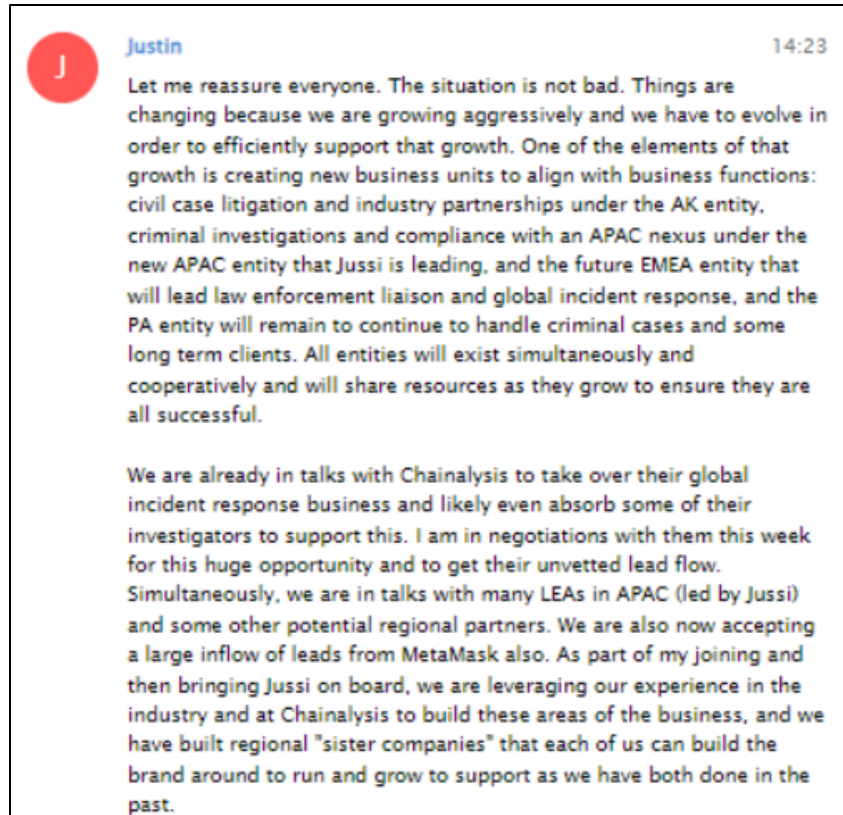 J
Justin 14:23
Let me reassure everyone. The situation is not bad. Things are
changing because we are growing aggressively and we have to evolve in
order to efficiently support that growth. One of the elements of that
growth is creating new business units to align with business functions:
civil case litigation and industry partnerships under the AK entity,
criminal investigations and compliance with an APAC nexus under the
new APAC entity that Jussi is leading, and the future EMEA entity that
will lead law enforcement liaison and global incident response, and the
PA entity will remain to continue to handle criminal cases and some
long term clients. All entities will exist simultaneously and
cooperatively and will share resources as they grow to ensure they are
all successful.
We are already in talks with Chainalysis to take over their global
incident response business and likely even absorb some of their
investigators to support this. I am in negotiations with them this week
for this huge opportunity and to get their unvetted lead flow.
Simultaneously, we are in talks with many LEAs in APAC (led by Jussi)
and some other potential regional partners. We are also now accepting
a large inflow of leads from MetaMask also. As part of my joining and
then bringing Jussi on board, we are leveraging our experience in the
industry and at Chainalysis to build these areas of the business, and we
have built regional "sister companies" that each of us can build the
brand around to run and grow to support as we have both done in the
past.